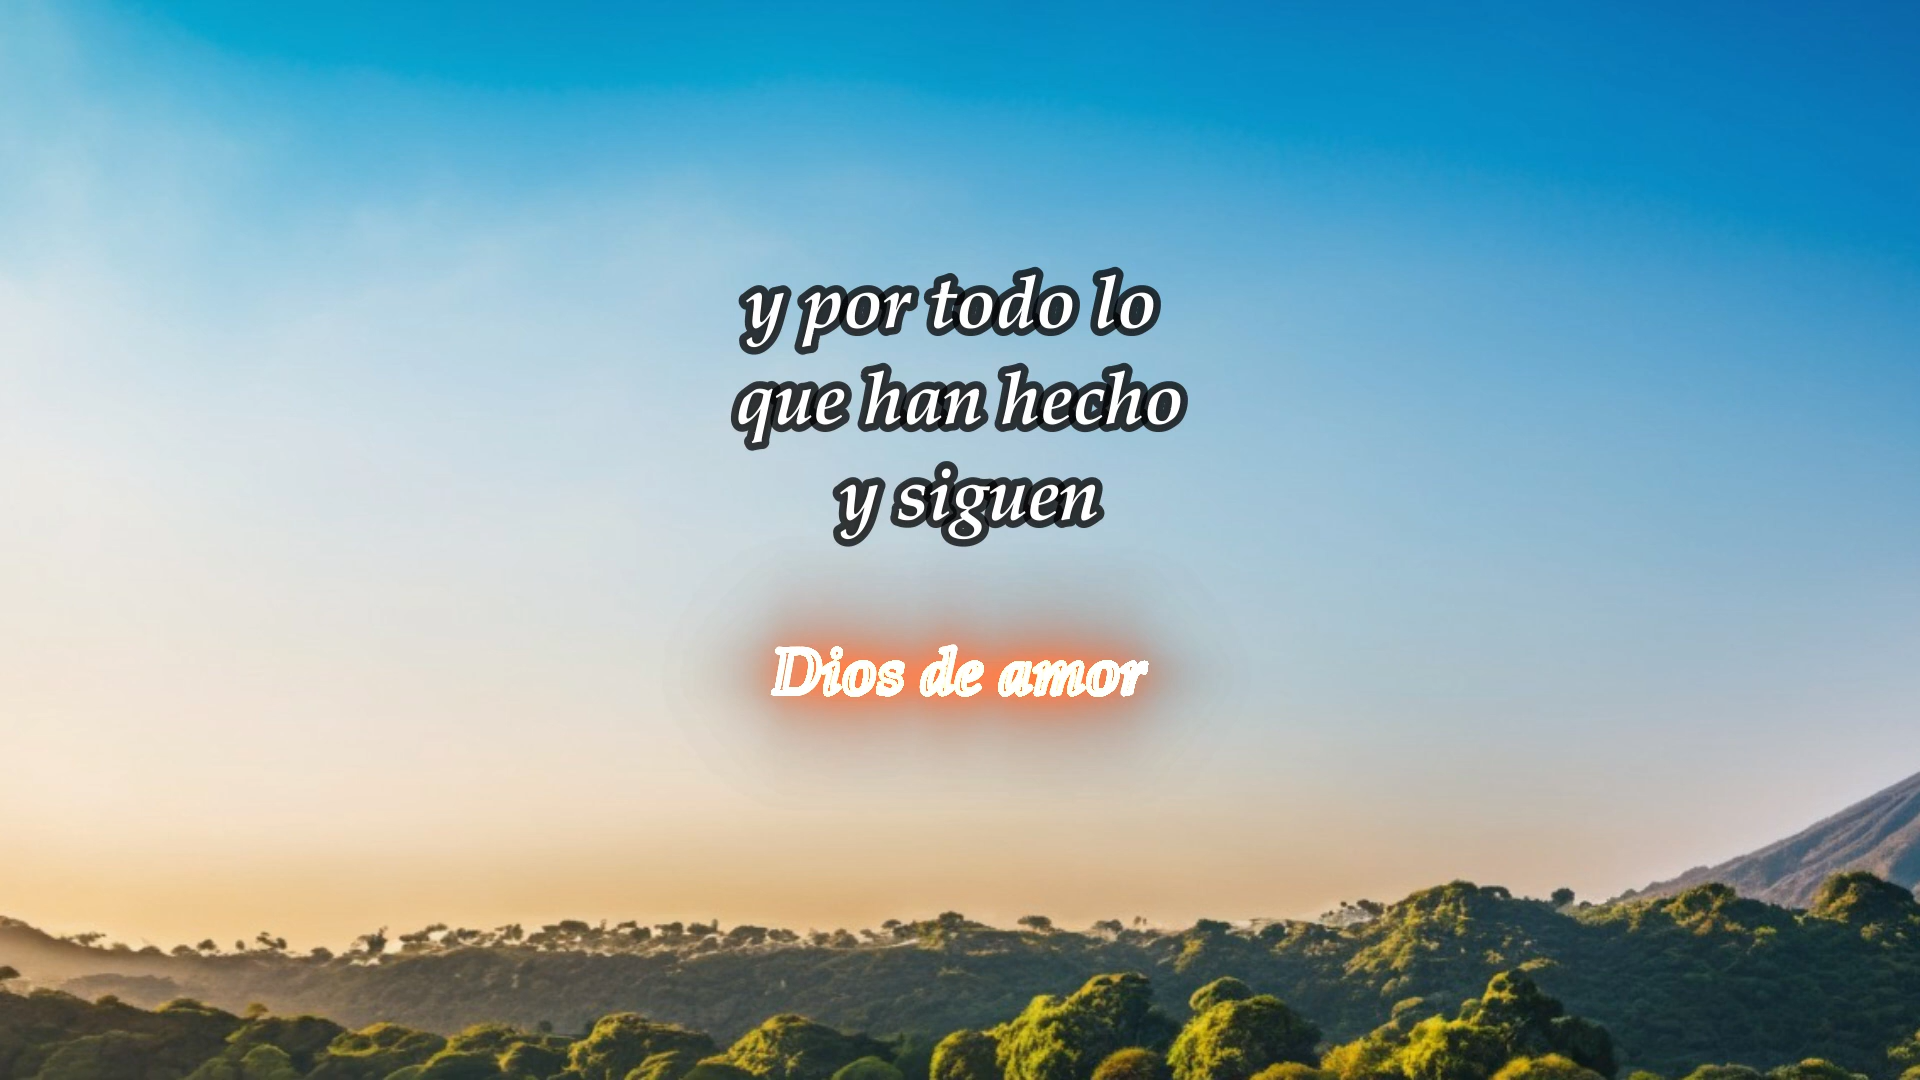 y por todo lo
que han hecho
y siguen
Dios de amor